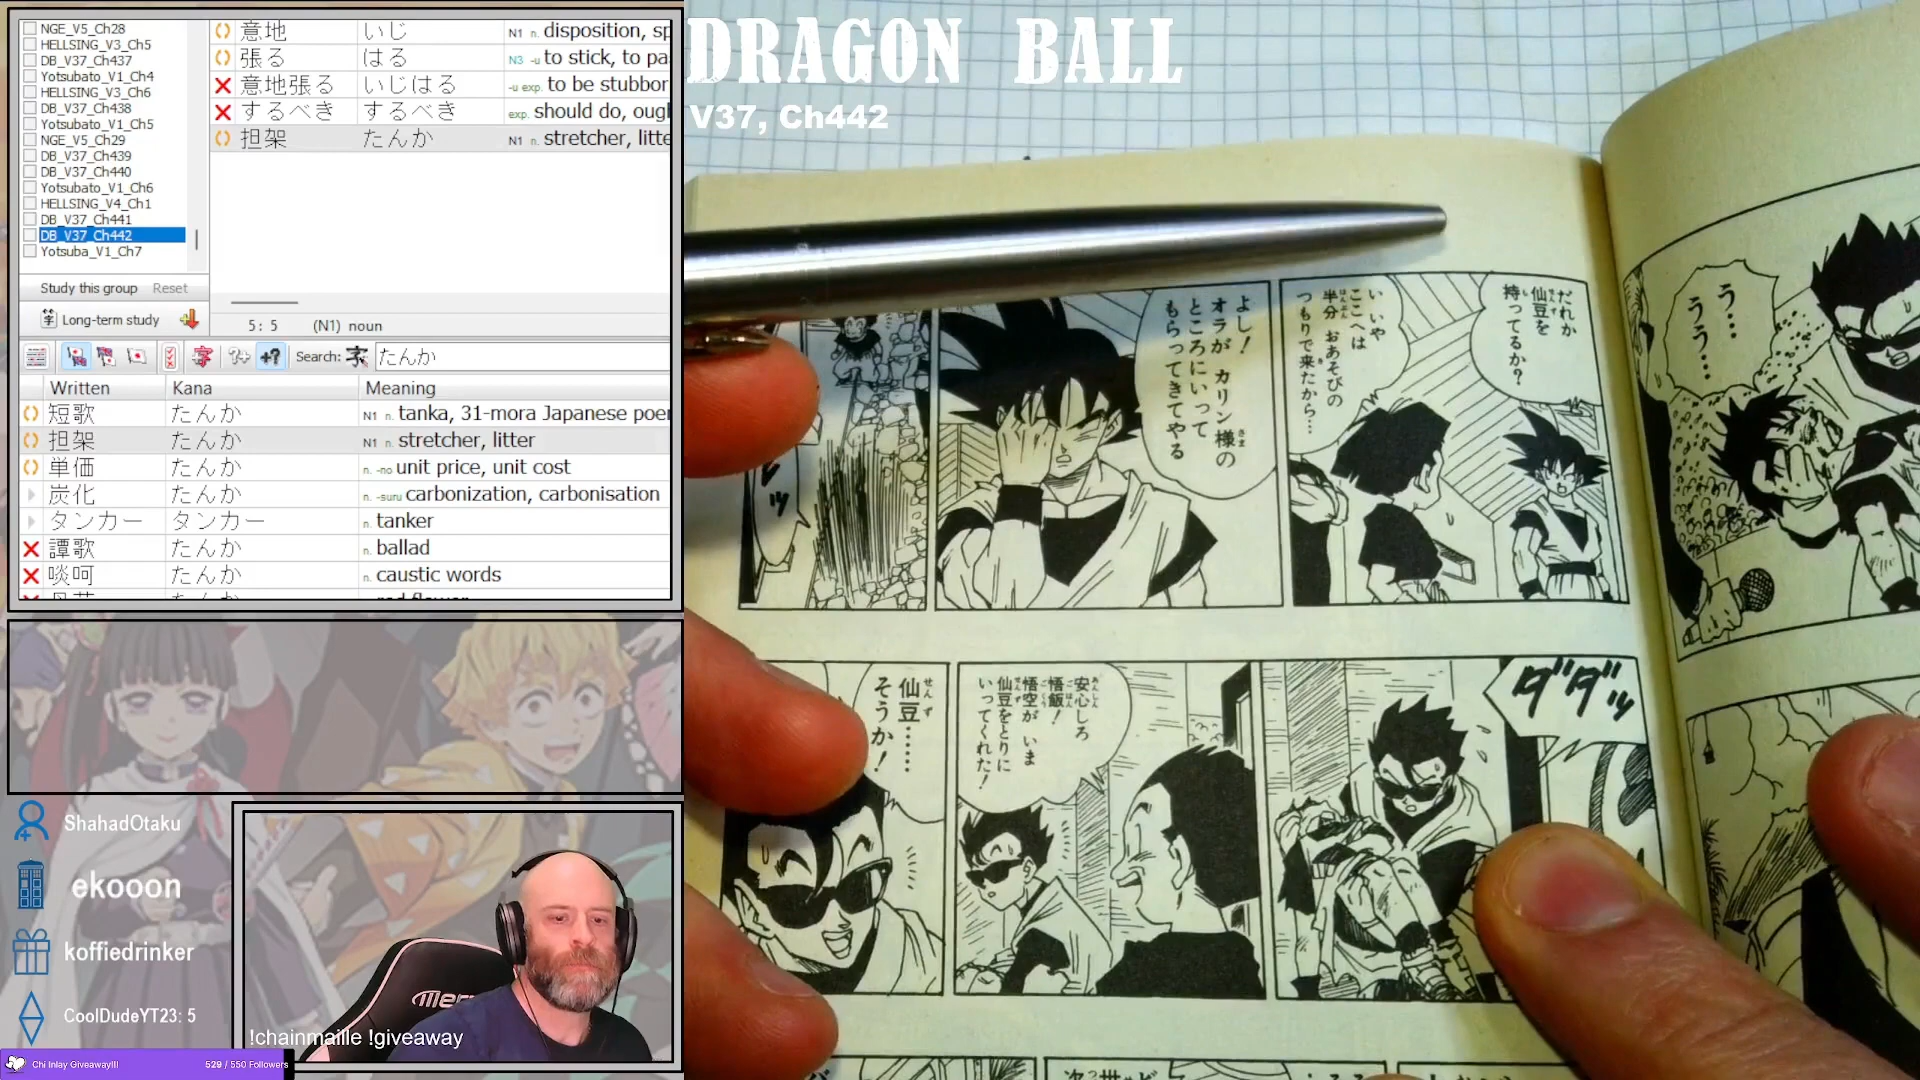 NGE_V5_Ch28
HELLSING_V3_Ch5
DB_V37_Ch437
Yotsubato_V1_Ch4
HELLSING_V3_Ch6
DB_V37_Ch438
Yotsubato_V1_Ch5
NGE_V5_Ch29
DB_V37_Ch439
DB_V37_Ch440
Yotsubato_V1_Ch6
HELLSING_V4_Ch1
DB_V37_Ch441
DB_V37_Ch442
Yotsuba_V1_Ch7
Study this group Reset
Long-term study
意地 いじ N1 n. disposition, sp
張る はる N3 -u to stick, to pa
意地張る いじはる -u exp. to be stubbor
するべき するべき exp. should do, oug
担架 たんか N1 n. stretcher, litte
5: 5 (N1) noun
Search: たんか
Written Kana Meaning
短歌 たんか N1 n. tanka, 31-mora Japanese poe
担架 たんか N1 n. stretcher, litter
単価 たんか n. -no unit price, unit cost
炭化 たんか n. -suru carbonization, carbonisation
タンカー タンカー n. tanker
譚歌 たんか n. ballad
啖呵 たんか n. caustic words
DRAGON BALL
V37, Ch442
だれか
仙豆を
持ってるか？
いいや
ここへは
半分 おあそびの
つもりで来たから…
よし！
オラが カリン様の
ところにいって
もらってきてやる
う…
うう…
ダダッ
安心しろ
悟飯！
悟空が いま
仙豆をとりに
いってくれた！
仙豆……
そうか！
ShahadOtaku
ekooon
koffiedrinker
CoolDudeYT23: 5
!chainmaille !giveaway
Chi Inlay Giveaway!!! 529 / 550 Followers